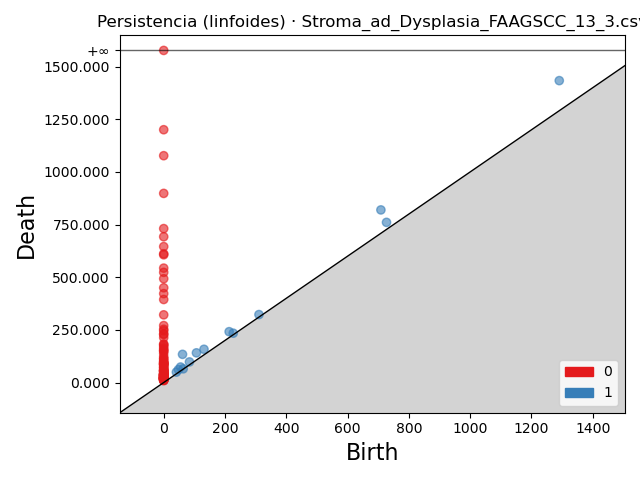 Persistencia (linfoides) · Stroma_ad_Dysplasia_FAAGSCC_13_3.csv
+∞
1500.000
1250.000
1000.000
750.000
500.000
250.000
0.000
Death
0
1
0 200 400 600 800 1000 1200 1400
Birth